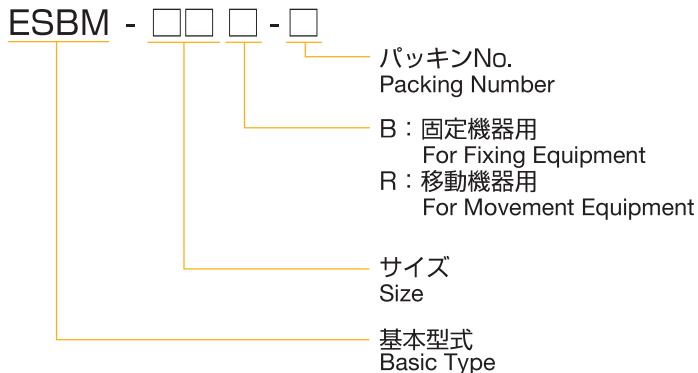 ESBM - □□ □ - □
パッキンNo.
Packing Number
B：固定機器用
For Fixing Equipment
R：移動機器用
For Movement Equipment
サイズ
Size
基本型式
Basic Type